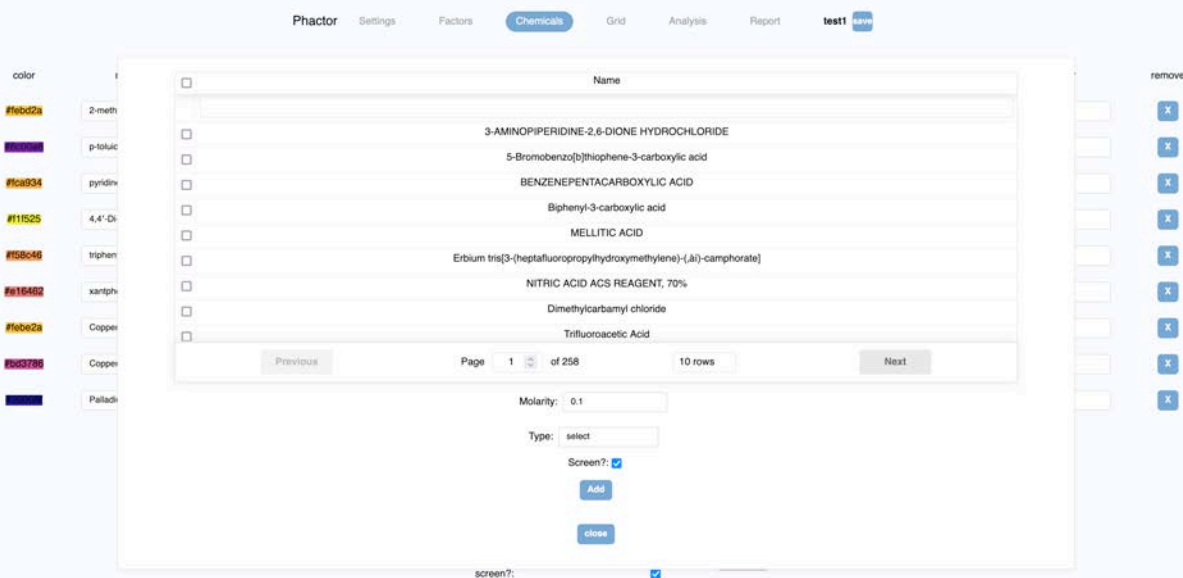 Phactor Settings Factors Chemicals Grid Analysis Report test1 save
color remove
Name
#febd2a 2-meth X
3-AMINOPIPERIDINE-2,6-DIONE HYDROCHLORIDE
p-toluic X
5-Bromobenzo[b]thiophene-3-carboxylic acid
#fca934 pyridine X
BENZENEPENTACARBOXYLIC ACID
Biphenyl-3-carboxylic acid
#f1f525 4,4'-Di- X
MELLITIC ACID
#f58c46 triphen X
Erbium tris[3-(heptafluoropropylhydroxymethylene)-(,äì)-camphorate]
NITRIC ACID ACS REAGENT, 70%
#e16462 xantpho X
Dimethylcarbamyl chloride
#febe2a Copper X
Trifluoroacetic Acid
#bd3786 Copper X
Previous Page 1 of 258 10 rows Next
Palladi X
Molarity: 0.1
Type: select
Screen?:
Add
close
screen?: